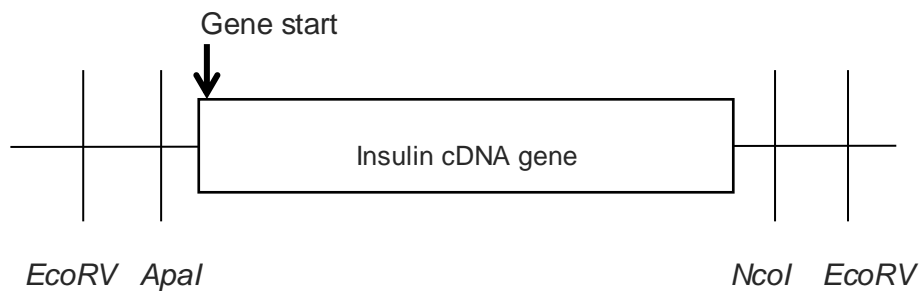 Gene start
Insulin cDNA gene
EcoRV ApaI NcoI EcoRV